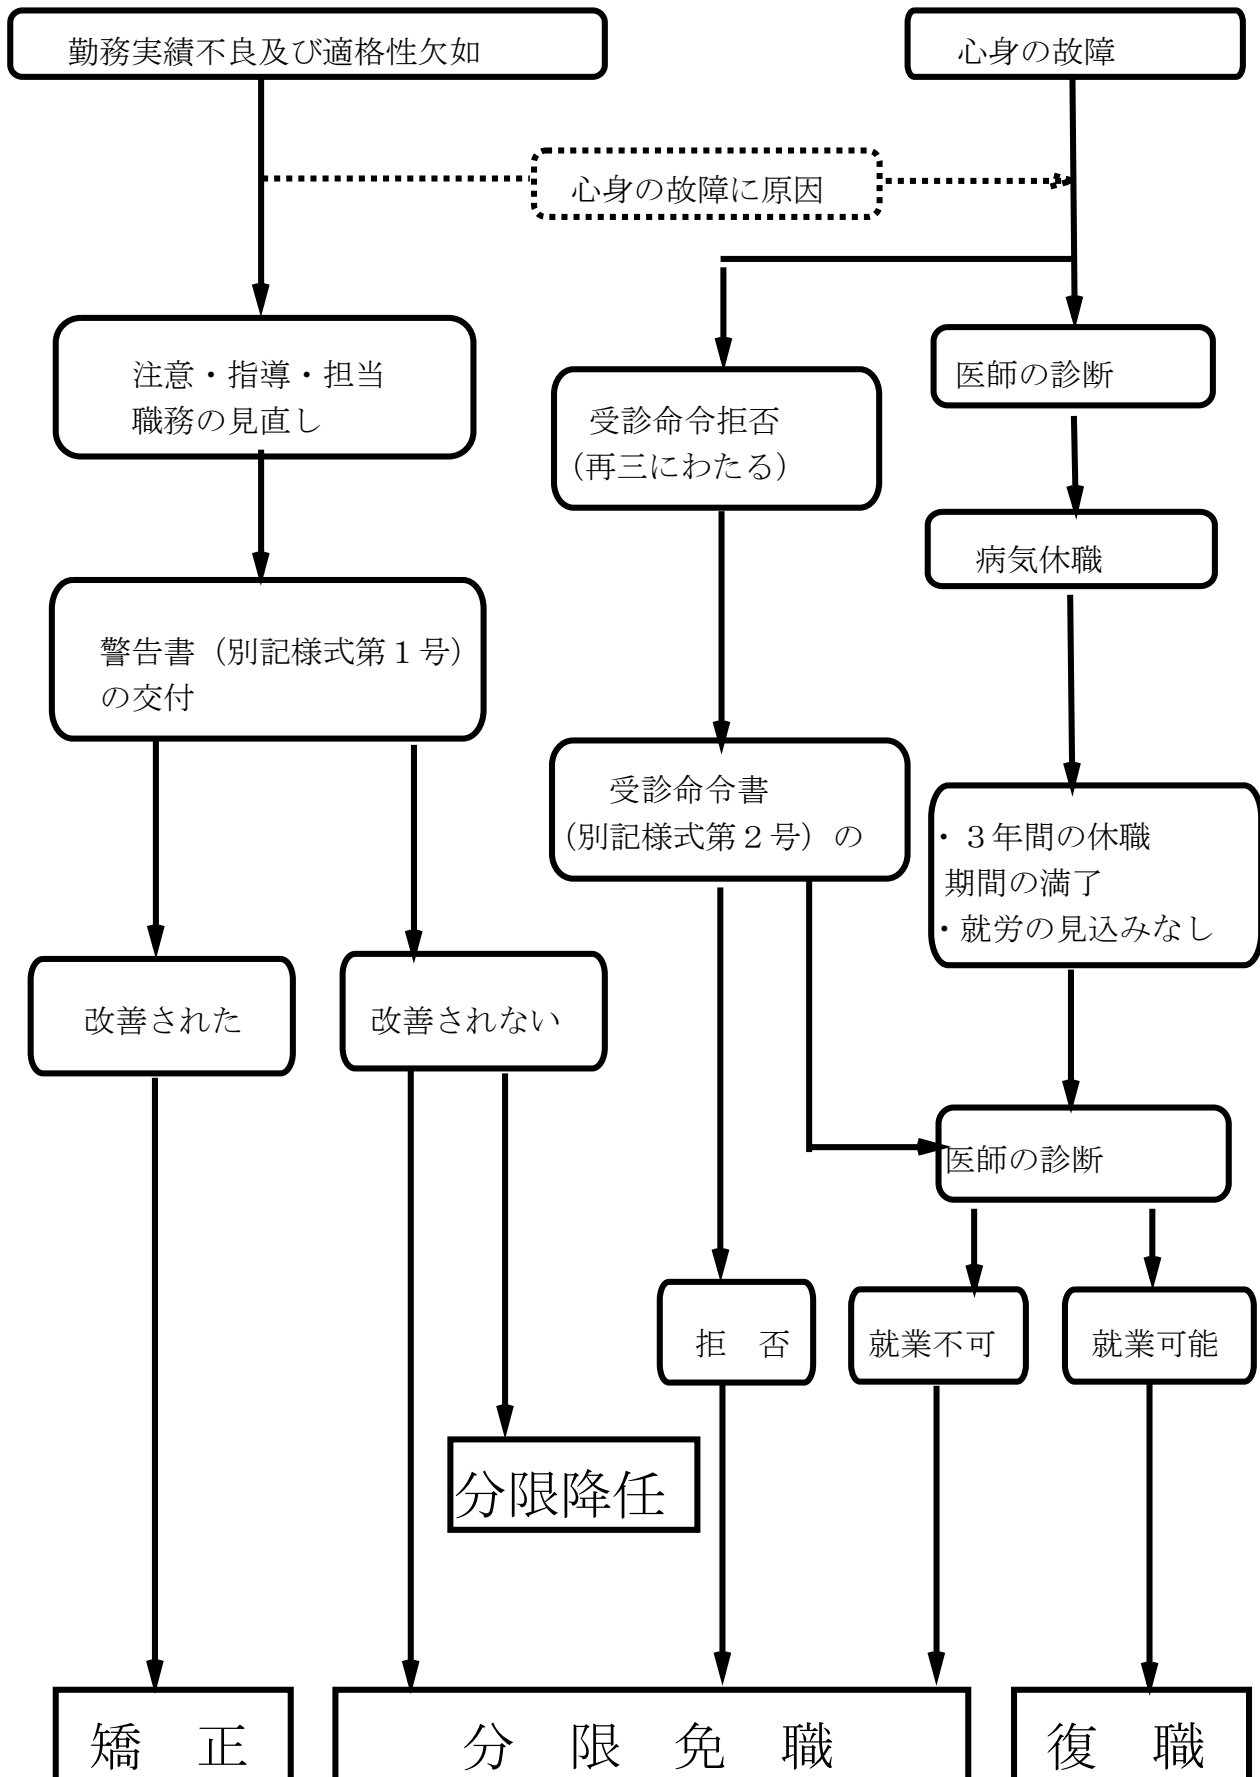 勤務実績不良及び適格性欠如
心身の故障
心身の故障に原因
注意・指導・担当
職務の見直し
受診命令拒否
(再三にわたる)
医師の診断
病気休職
警告書(別記様式第1号)
の交付
受診命令書
(別記様式第2号)の
・3年間の休職
期間の満了
・就労の見込みなし
改善された
改善されない
医師の診断
拒 否
就業不可
就業可能
分限降任
矯 正
分 限 免 職
復 職